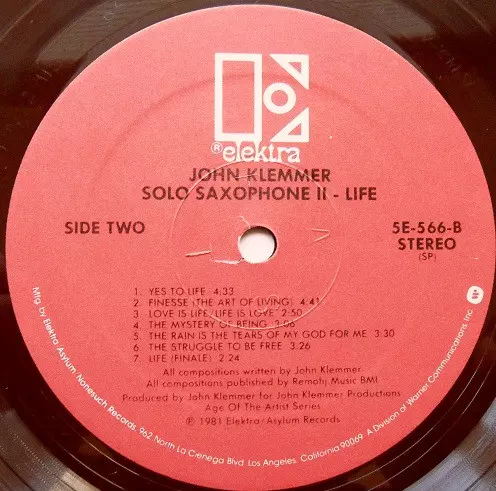 ® elektra
JOHN KLEMMER
SOLO SAXOPHONE II - LIFE
SIDE TWO
5E-566-B
STEREO
(SP)
1. YES TO LIFE 4:33
2. FINESSE (THE ART OF LIVING) 4:41
3. LOVE IS LIFE/LIFE IS LOVE 2:50
4. THE MYSTERY OF BEING 3:06
5. THE RAIN IS THE TEARS OF MY GOD FOR ME 3:30
6. THE STRUGGLE TO BE FREE 3:26
7. LIFE (FINALE) 2:24
All compositions written by John Klemmer
All compositions published by Remohj Music BMI
Produced by John Klemmer for John Klemmer Productions
Age Of The Artist Series
℗ 1981 Elektra/Asylum Records
Mfg by Elektra/Asylum/Nonesuch Records, 962 North La Cienega Blvd. Los Angeles, California 90069. A Division of Warner Communications Inc.